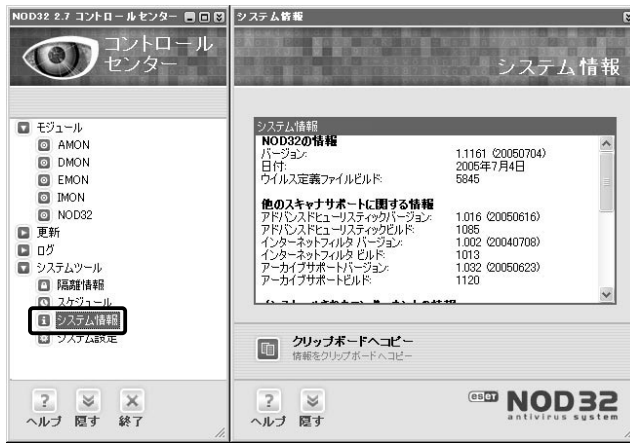 NOD32 2.7 コントロールセンター
コントロール
センター
モジュール
AMON
DMON
EMON
IMON
NOD32
更新
ログ
システムツール
隔離情報
スケジュール
システム情報
システム設定
ヘルプ
隠す
終了
システム情報
システム情報
システム情報
NOD32の情報
バージョン: 1.1161 (20050704)
日付: 2005年7月4日
ウイルス定義ファイルビルド: 5845
他のスキャナサポートに関する情報
アドバンスドヒューリスティックバージョン: 1.016 (20050616)
アドバンスドヒューリスティックビルド: 1085
インターネットフィルタ バージョン: 1.002 (20040708)
インターネットフィルタ ビルド: 1013
アーカイブサポートバージョン: 1.032 (20050623)
アーカイブサポートビルド: 1120
クリップボードへコピー
情報をクリップボードへコピー
ヘルプ
隠す
eset NOD32
antivirus system